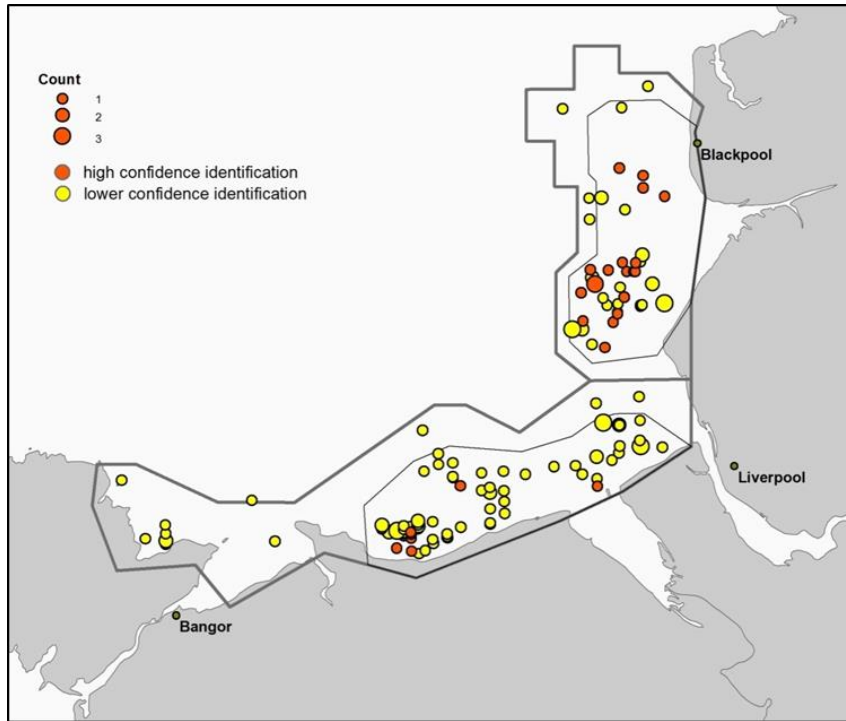 Count
1
2
3
high confidence identification
lower confidence identification
Blackpool
Liverpool
Bangor